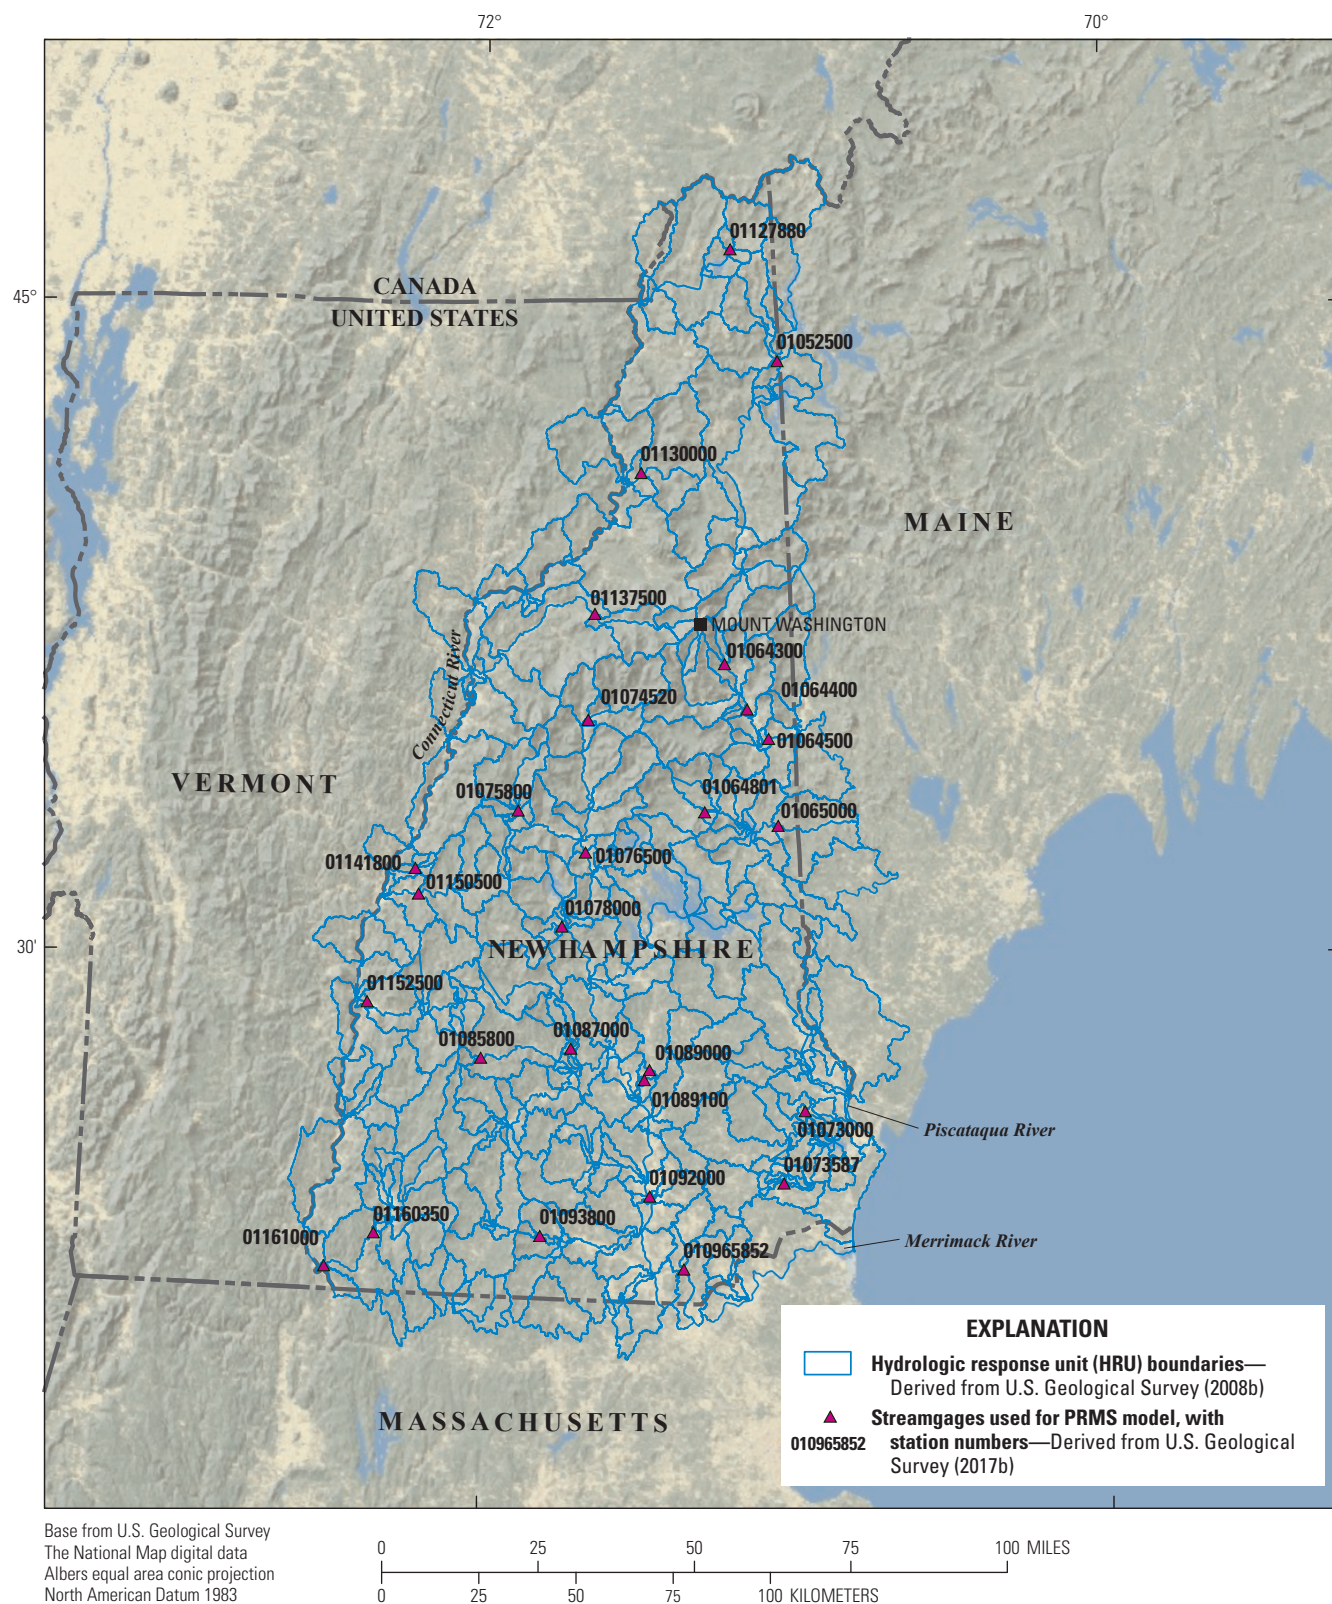 72°
70°
01127880
CANADA
45°
UNITED STATES
01052500
01130000
MAINE
01137500
MOUNT WASHINGTON
01064300
Connecticut River
01074520
01064400
01064500
VERMONT
01075800
01064801
01065000
01141800
01076500
01150500
01078000
30'
NEW HAMPSHIRE
01152500
01087000
01085800
01089000
01089100
Piscataqua River
01073000
01073587
01092000
01160350
01093800
01161000
Merrimack River
010965852
MASSACHUSETTS
EXPLANATION
Hydrologic response unit (HRU) boundaries—
Derived from U.S. Geological Survey (2008b)
Streamgages used for PRMS model, with
010965852 station numbers—Derived from U.S. Geological
Survey (2017b)
Base from U.S. Geological Survey
The National Map digital data
Albers equal area conic projection
North American Datum 1983
0 25 50 75 100 MILES
0 25 50 75 100 KILOMETERS